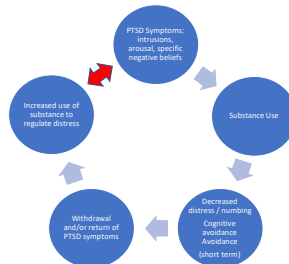 PTSD Symptoms:
intrusions,
arousal, specific
negative beliefs
Substance Use
Decreased
distress / numbing
Cognitive
avoidance
Avoidance
(short term)
Withdrawal
and/or return of
PTSD symptoms
Increased use of
substance to
regulate distress